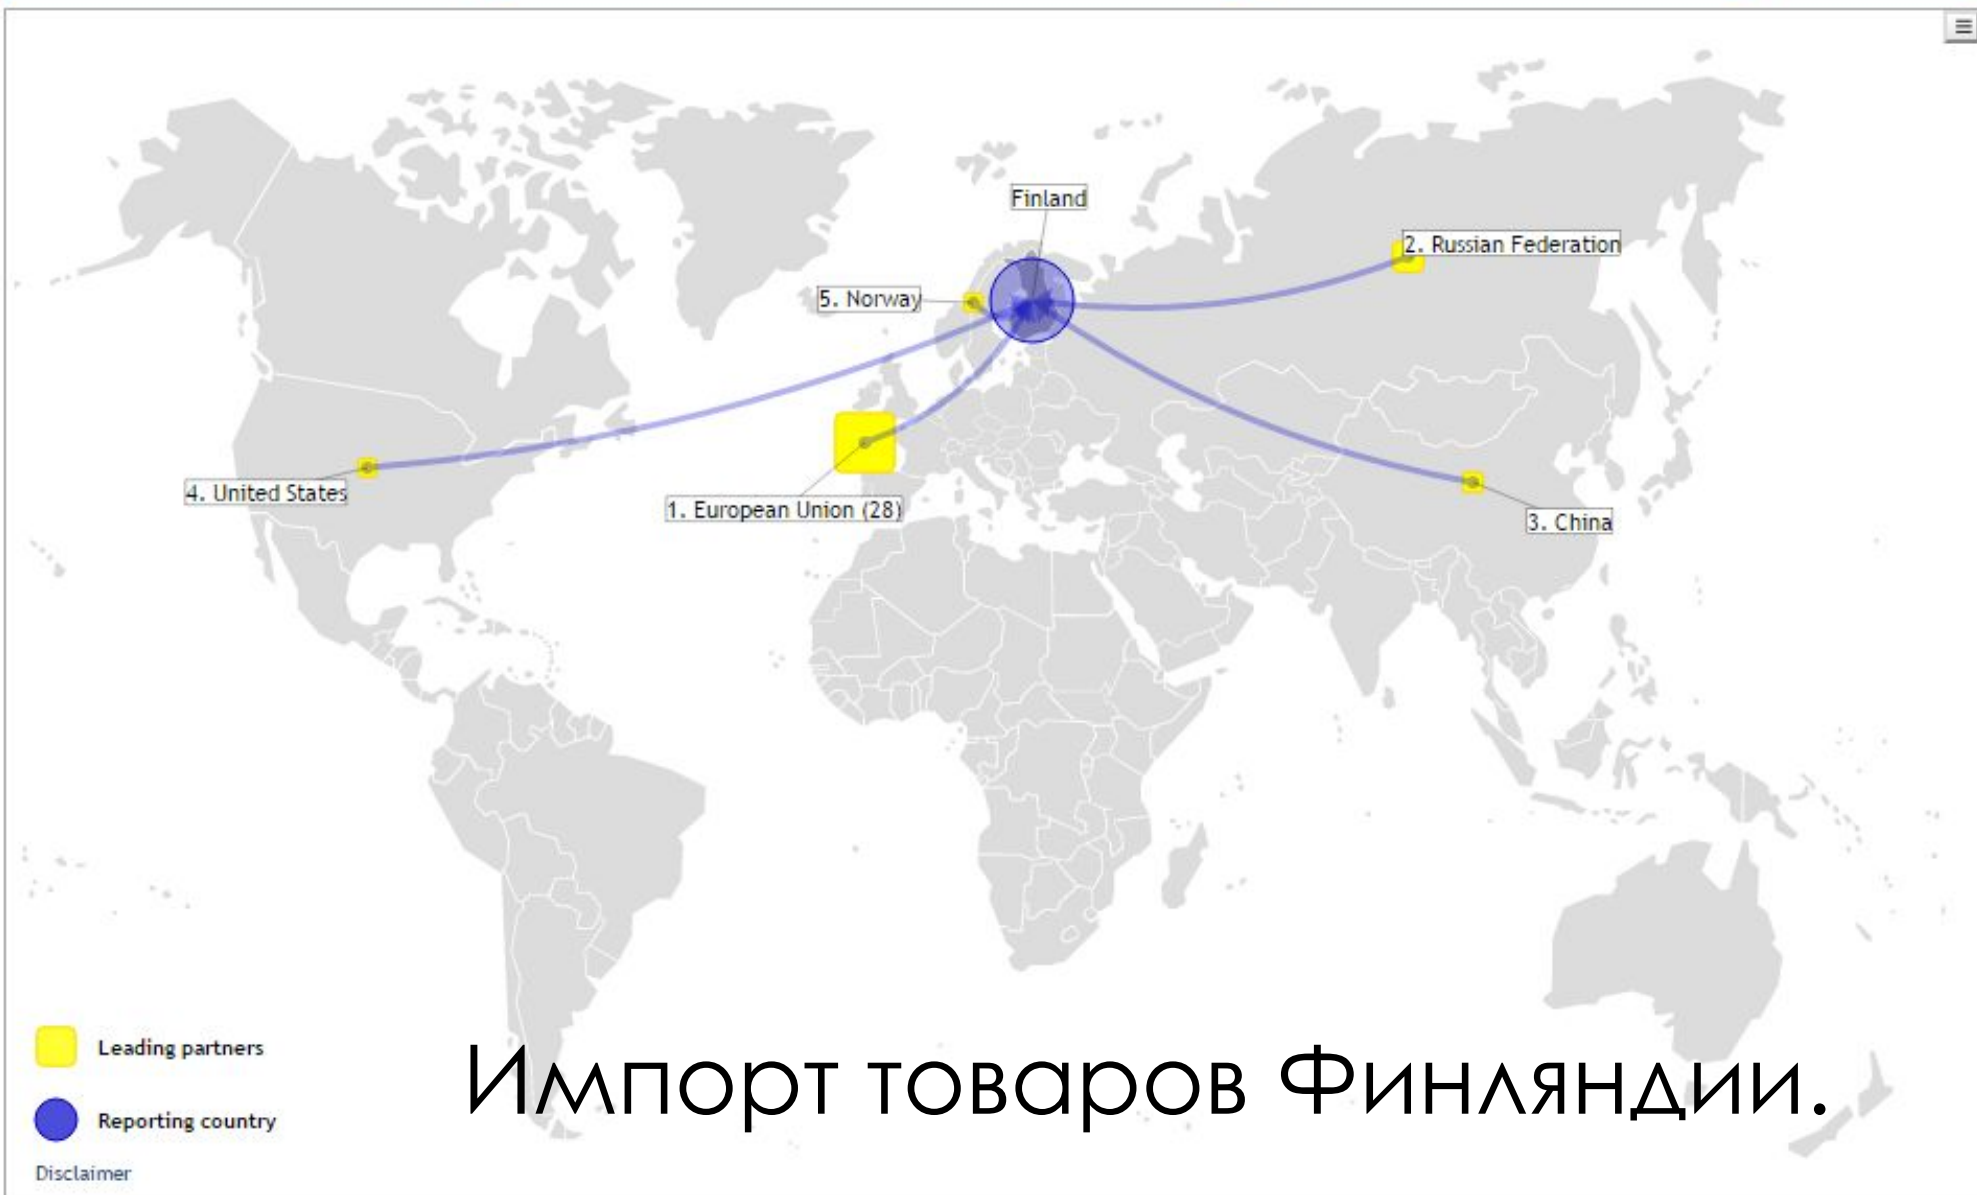 Finland
2. Russian Federation
5. Norway
4. United States
1. European Union (28)
3. China
Leading partners
Reporting country
Disclaimer
Импорт товаров Финляндии.